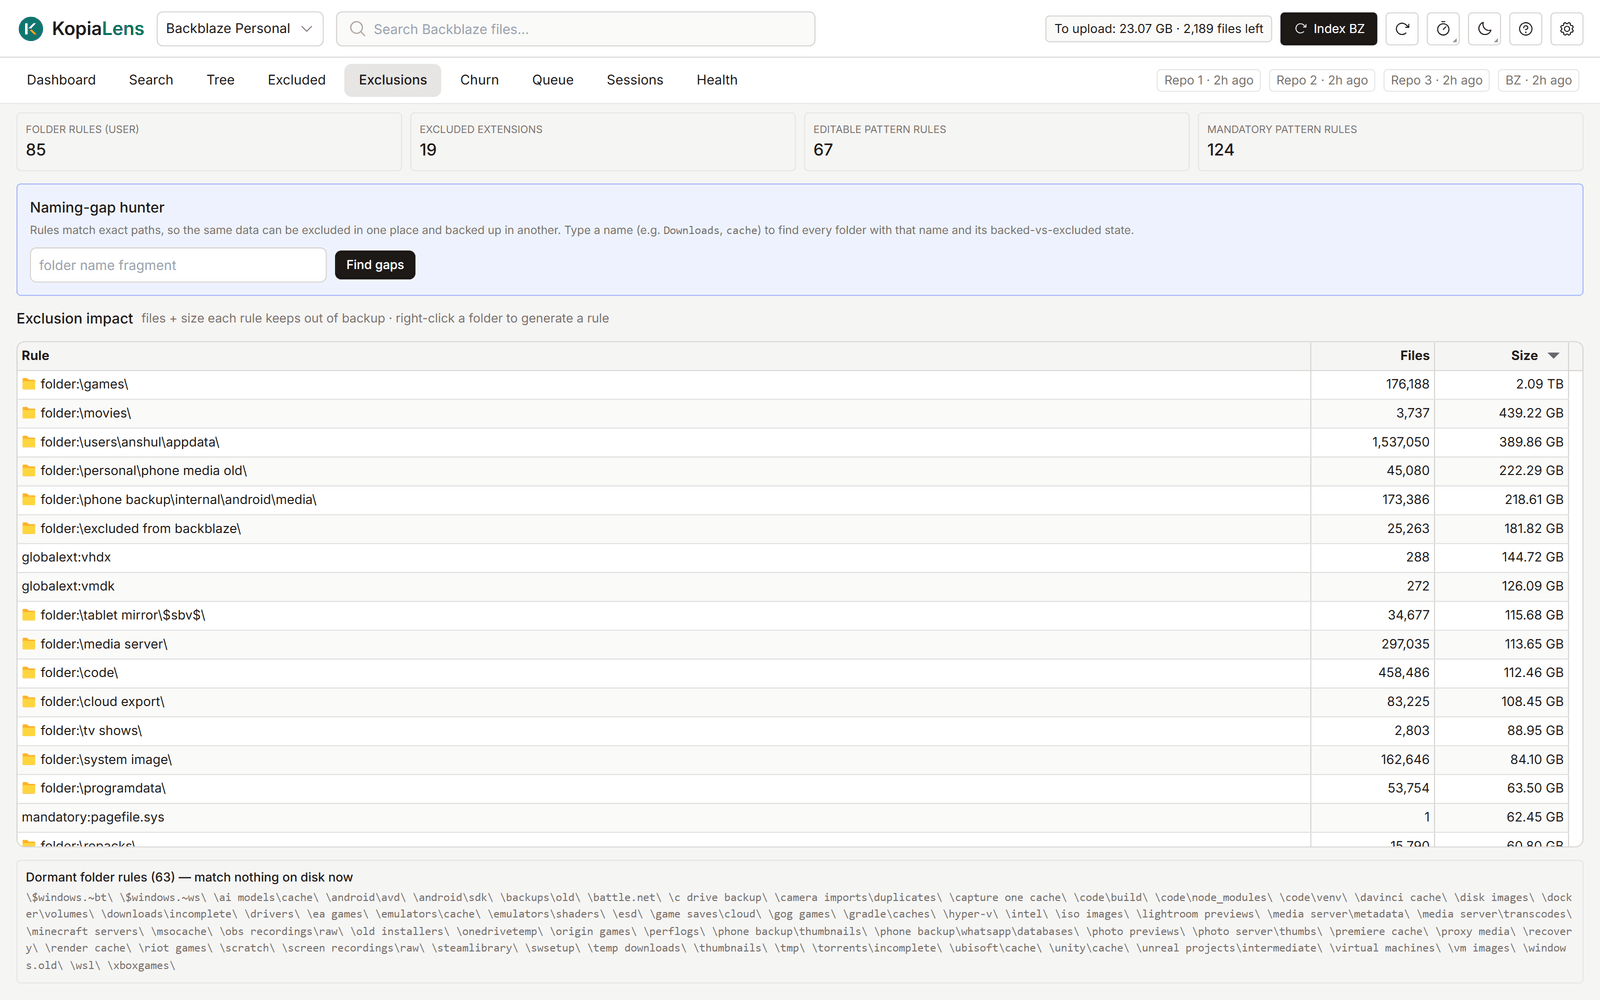 KopiaLens
Backblaze Personal
Search Backblaze files...
To upload: 23.07 GB · 2,189 files left
Index BZ
Dashboard Search Tree Excluded Exclusions Churn Queue Sessions Health
Repo 1 · 2h ago Repo 2 · 2h ago Repo 3 · 2h ago BZ · 2h ago
FOLDER RULES (USER)
85
EXCLUDED EXTENSIONS
19
EDITABLE PATTERN RULES
67
MANDATORY PATTERN RULES
124
Naming-gap hunter
Rules match exact paths, so the same data can be excluded in one place and backed up in another. Type a name (e.g. Downloads, cache) to find every folder with that name and its backed-vs-excluded state.
folder name fragment
Find gaps
Exclusion impact files + size each rule keeps out of backup · right-click a folder to generate a rule
Rule Files Size
folder:\games\ 176,188 2.09 TB
folder:\movies\ 3,737 439.22 GB
folder:\users\anshul\appdata\ 1,537,050 389.86 GB
folder:\personal\phone media old\ 45,080 222.29 GB
folder:\phone backup\internal\android\media\ 173,386 218.61 GB
folder:\excluded from backblaze\ 25,263 181.82 GB
globalext:vhdx 288 144.72 GB
globalext:vmdk 272 126.09 GB
folder:\tablet mirror\$sbv$\ 34,677 115.68 GB
folder:\media server\ 297,035 113.65 GB
folder:\code\ 458,486 112.46 GB
folder:\cloud export\ 83,225 108.45 GB
folder:\tv shows\ 2,803 88.95 GB
folder:\system image\ 162,646 84.10 GB
folder:\programdata\ 53,754 63.50 GB
mandatory:pagefile.sys 1 62.45 GB
folder:\repacks\ 15,790 60.80 GB
Dormant folder rules (63) — match nothing on disk now
\$windows.~bt\ \$windows.~ws\ \ai models\cache\ \android\avd\ \android\sdk\ \backups\old\ \battle.net\ \c drive backup\ \camera imports\duplicates\ \capture one cache\ \code\build\ \code\node_modules\ \code\venv\ \davinci cache\ \disk images\ \dock
er\volumes\ \downloads\incomplete\ \drivers\ \ea games\ \emulators\cache\ \emulators\shaders\ \esd\ \game saves\cloud\ \gog games\ \gradle\caches\ \hyper-v\ \intel\ \iso images\ \lightroom previews\ \media server\metadata\ \media server\transcodes\
\minecraft servers\ \msocache\ \obs recordings\raw\ \old installers\ \onedrivetemp\ \origin games\ \perflogs\ \phone backup\thumbnails\ \phone backup\whatsapp\databases\ \photo previews\ \photo server\thumbs\ \premiere cache\ \proxy media\ \recover
y\ \render cache\ \riot games\ \scratch\ \screen recordings\raw\ \steamlibrary\ \swsetup\ \temp downloads\ \thumbnails\ \tmp\ \torrents\incomplete\ \ubisoft\cache\ \unity\cache\ \unreal projects\intermediate\ \virtual machines\ \vm images\ \window
s.old\ \wsl\ \xboxgames\